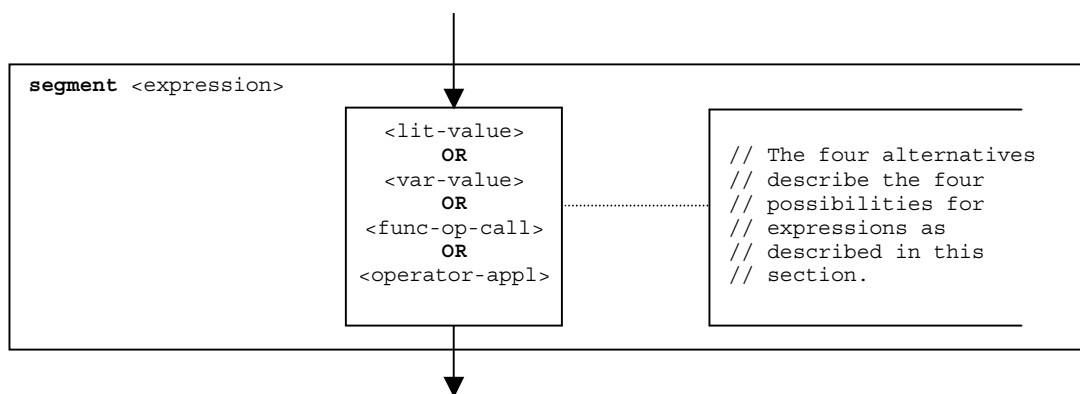 segment <expression>
<lit-value>
OR
<var-value>
OR
<func-op-call>
OR
<operator-appl>
// The four alternatives
// describe the four
// possibilities for
// expressions as
// described in this
// section.